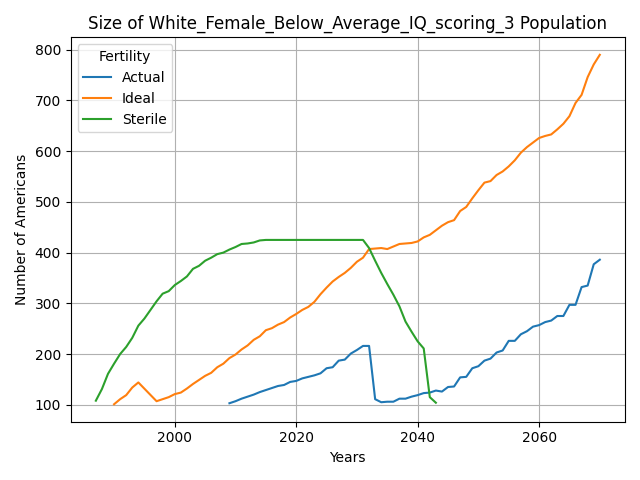 Size of White_Female_Below_Average_IQ_scoring_3 Population
Fertility
Actual
Ideal
Sterile
Number of Americans
800
700
600
500
400
300
200
100
2000
2020
2040
2060
Years